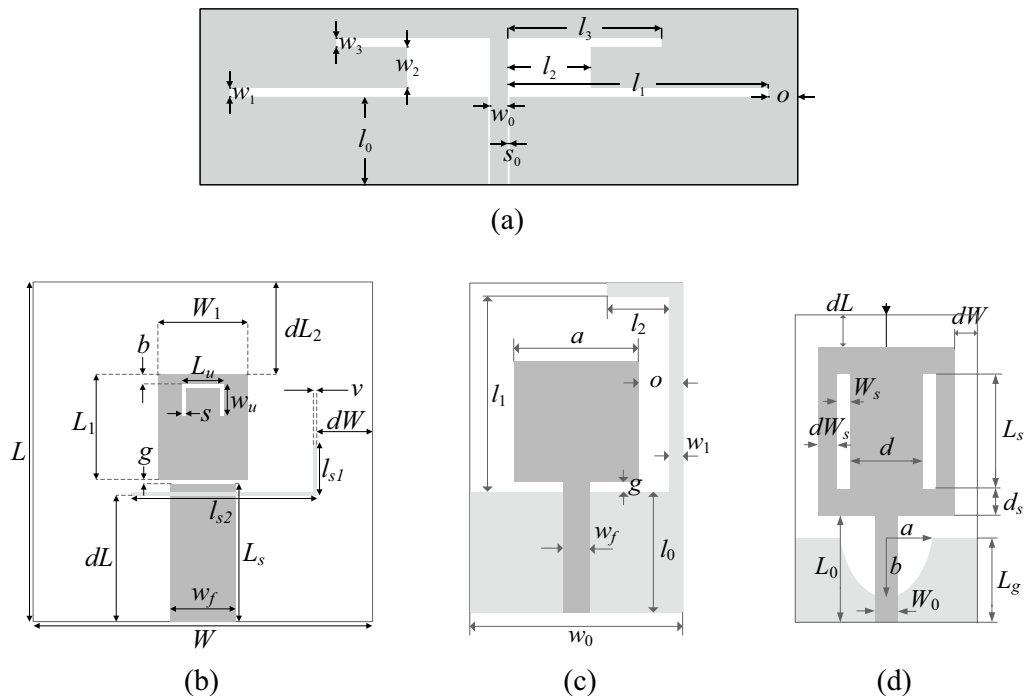 l3
w3
w2
l2
l1
w1
o
w0
l0
s0
(a)
W1
dL2
b
Lu
v
wu
s
dW
L1
L
g
ls1
ls2
dL
Ls
wf
W
(b)
l2
a
o
l1
w1
g
wf
l0
w0
(c)
dL
dW
Ws
dWs
d
Ls
ds
a
L0
b
Lg
W0
(d)